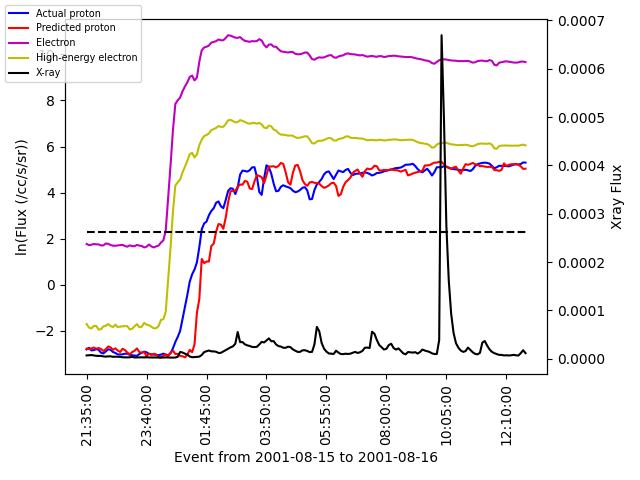 Actual proton
Predicted proton
Electron
High-energy electron
X-ray
ln(Flux (/cc/s/sr))
8
6
4
2
0
−2
0.0007
0.0006
0.0005
0.0004
0.0003
0.0002
0.0001
0.0000
Xray Flux
21:35:00
23:40:00
01:45:00
03:50:00
05:55:00
08:00:00
10:05:00
12:10:00
Event from 2001-08-15 to 2001-08-16